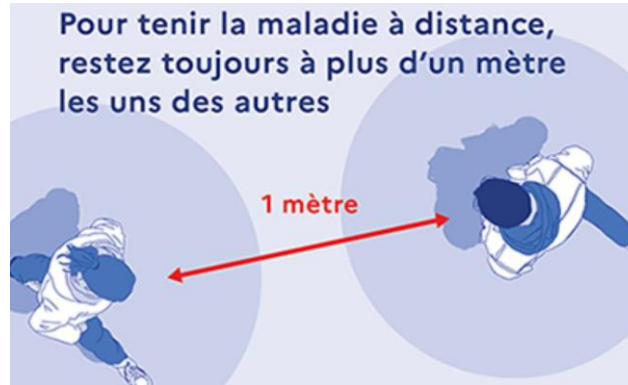 Pour tenir la maladie à distance,
restez toujours à plus d'un mètre
les uns des autres
1 mètre